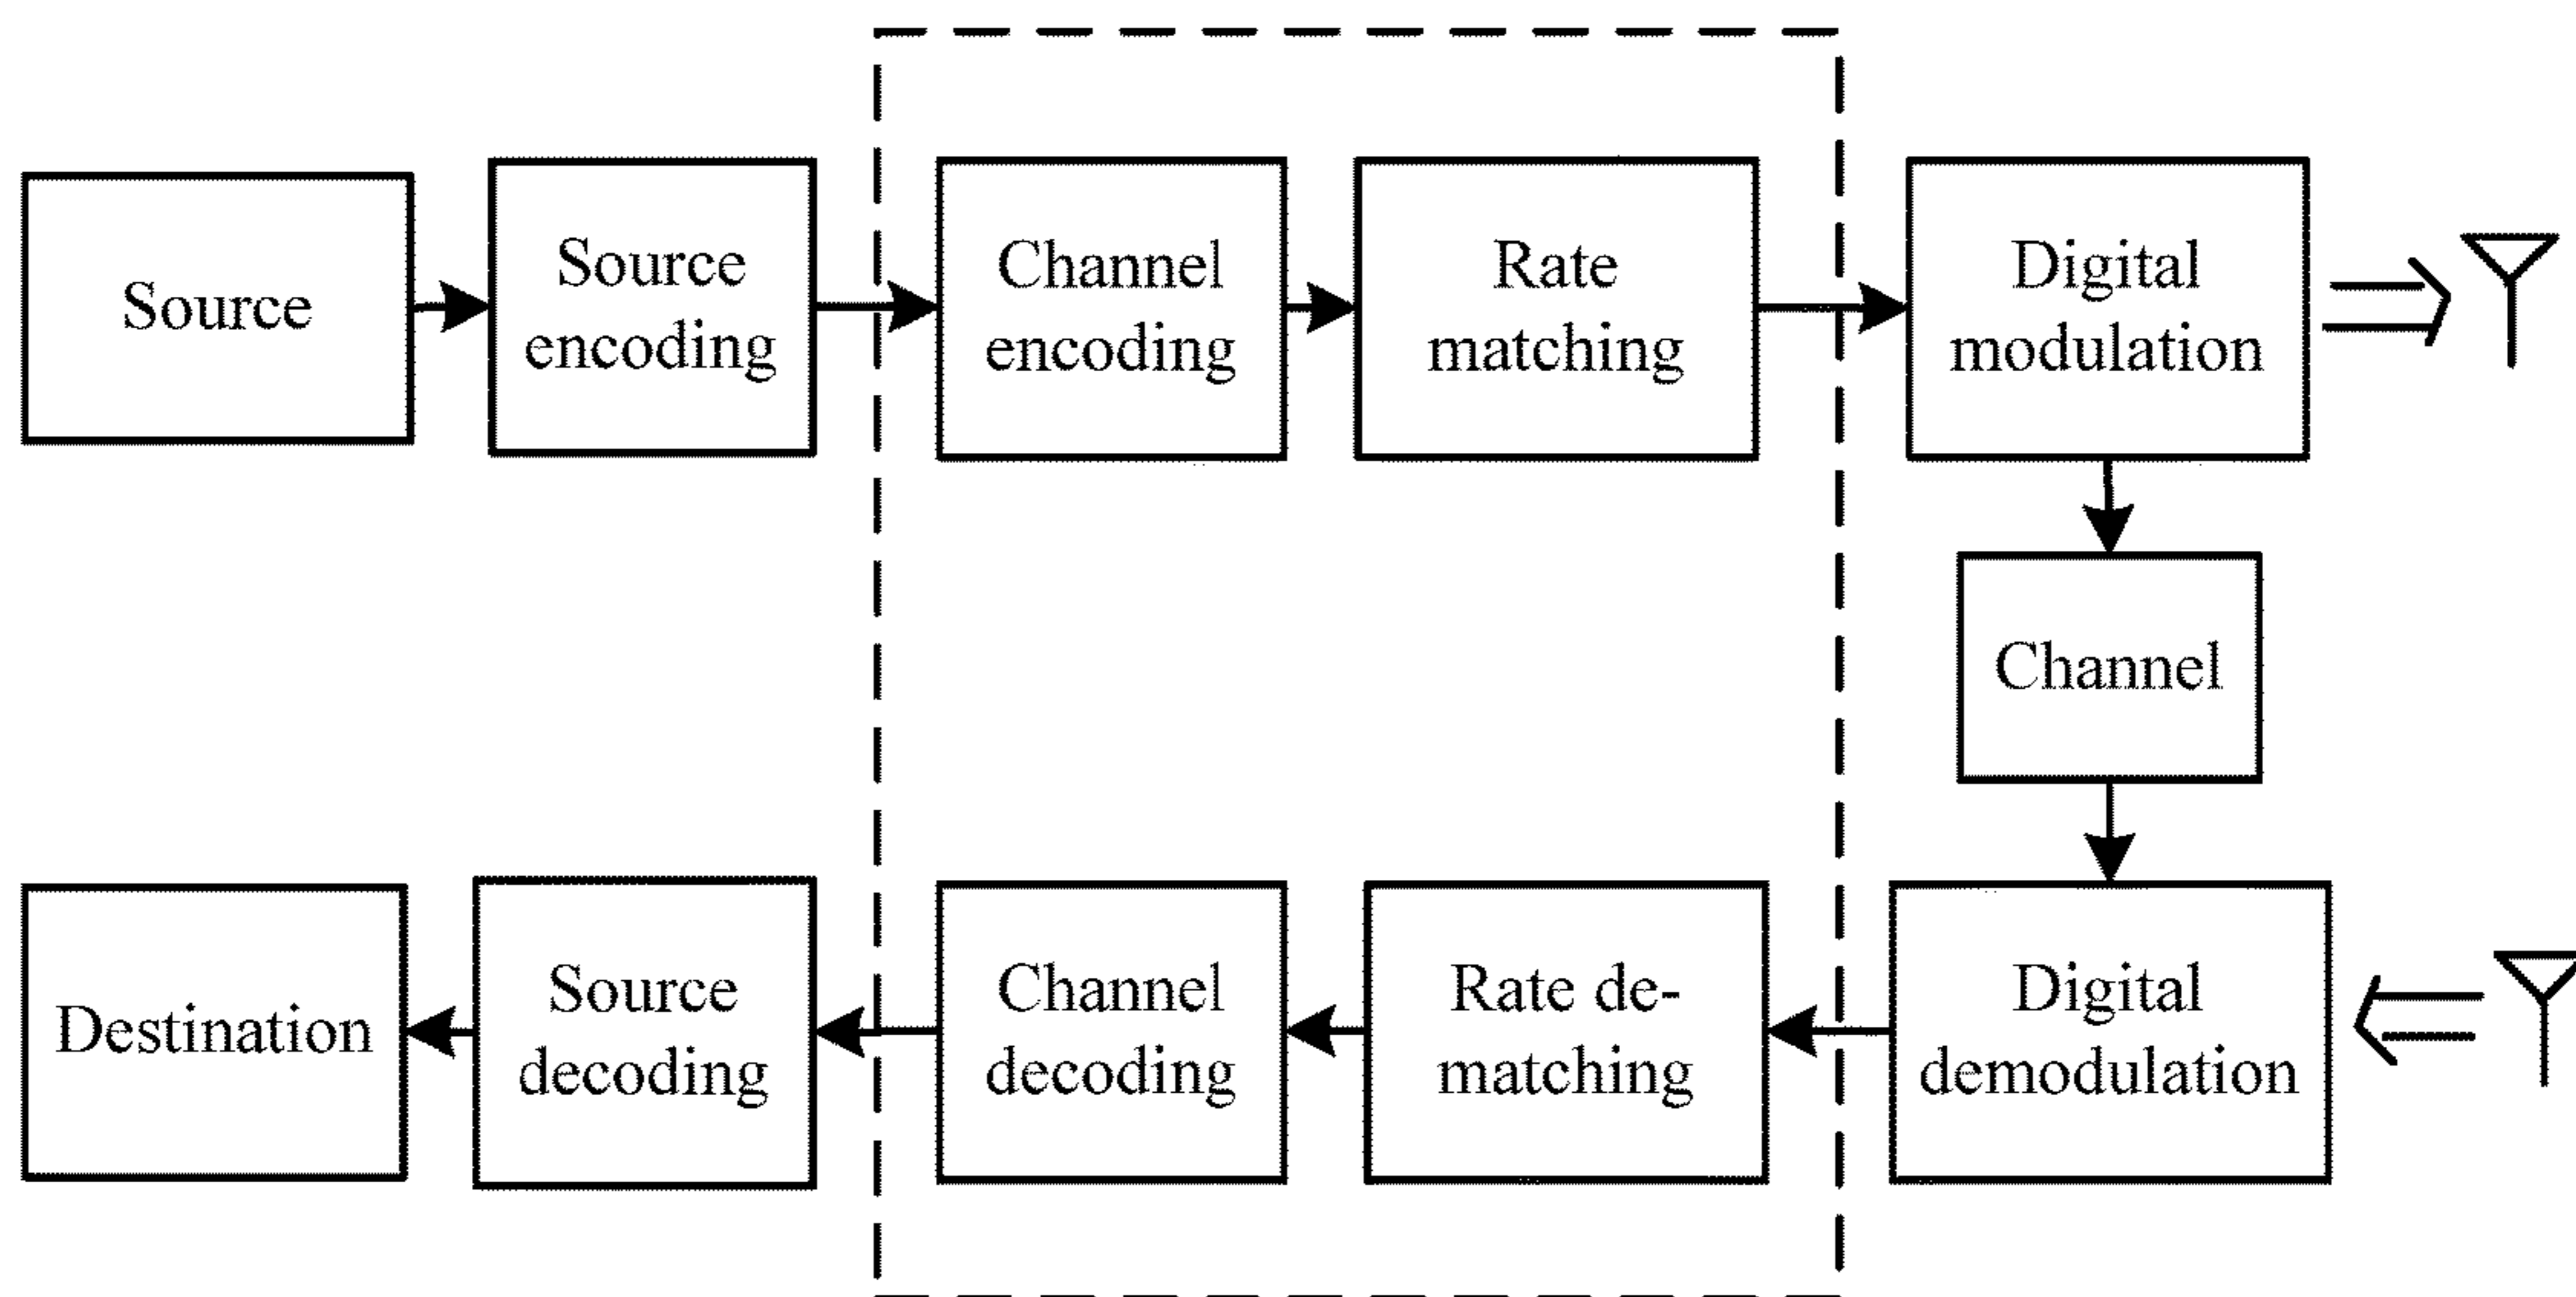 Source
Source
encoding
Channel
encoding
Rate
matching
Digital
modulation
Channel
Destination
Source
decoding
Channel
decoding
Rate de-
matching
Digital
demodulation